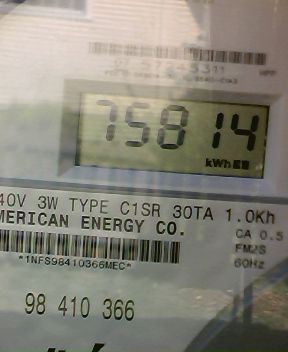 75814
kWh
40V 3W TYPE C1SR 30TA 1.0Kh
MERICAN ENERGY CO.
CA 0.5
FM2S
*1NFS98410366MEC*
60Hz
98 410 366